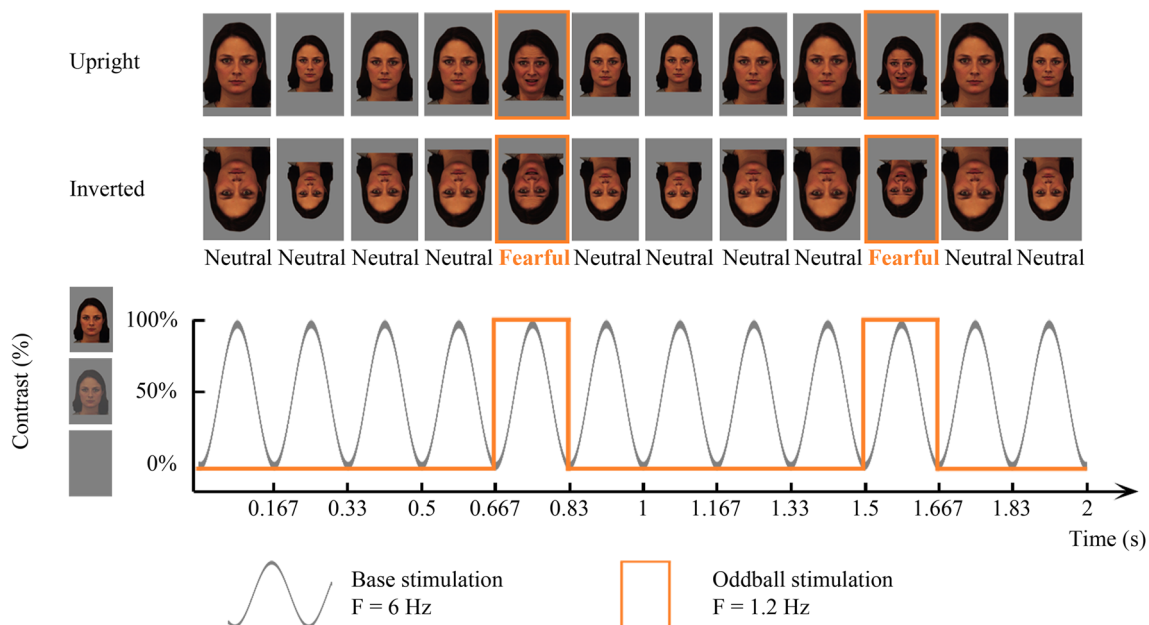 Upright
Inverted
Neutral Neutral Neutral Neutral Fearful Neutral Neutral Neutral Neutral Fearful Neutral Neutral
Contrast (%)
100%
50%
0%
0.167 0.33 0.5 0.667 0.83 1 1.167 1.33 1.5 1.667 1.83 2
Time (s)
Base stimulation
F = 6 Hz
Oddball stimulation
F = 1.2 Hz